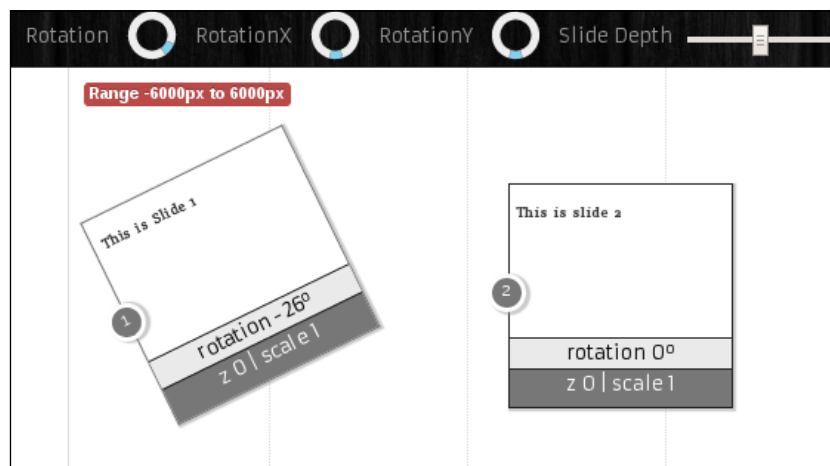 Rotation RotationX RotationY Slide Depth
Range -6000px to 6000px
This is Slide 1
1
rotation -26º
z 0 | scale 1
This is slide 2
2
rotation 0º
z 0 | scale 1